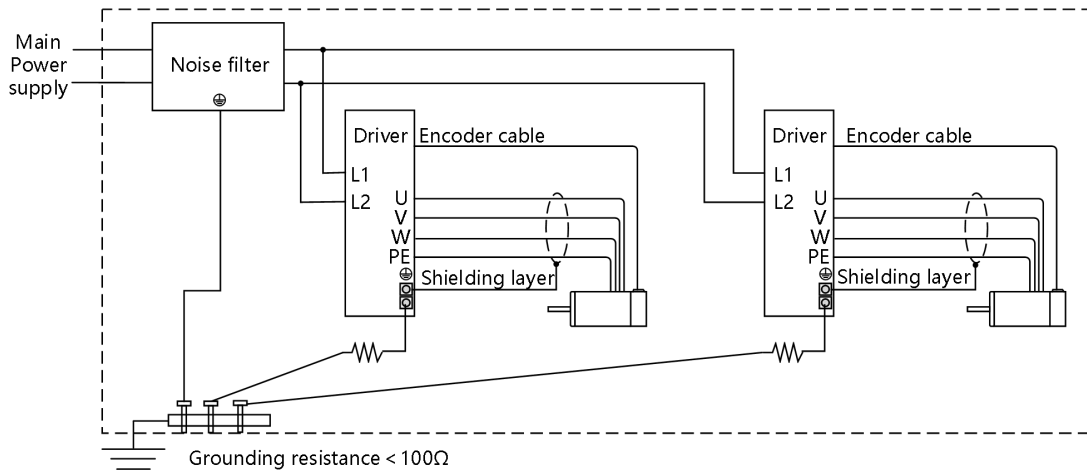 Main
Power
supply
Noise filter
Driver
Encoder cable
L1
L2
U
V
W
PE
Shielding layer
Driver
Encoder cable
L1
L2
U
V
W
PE
Shielding layer
Grounding resistance < 100Ω